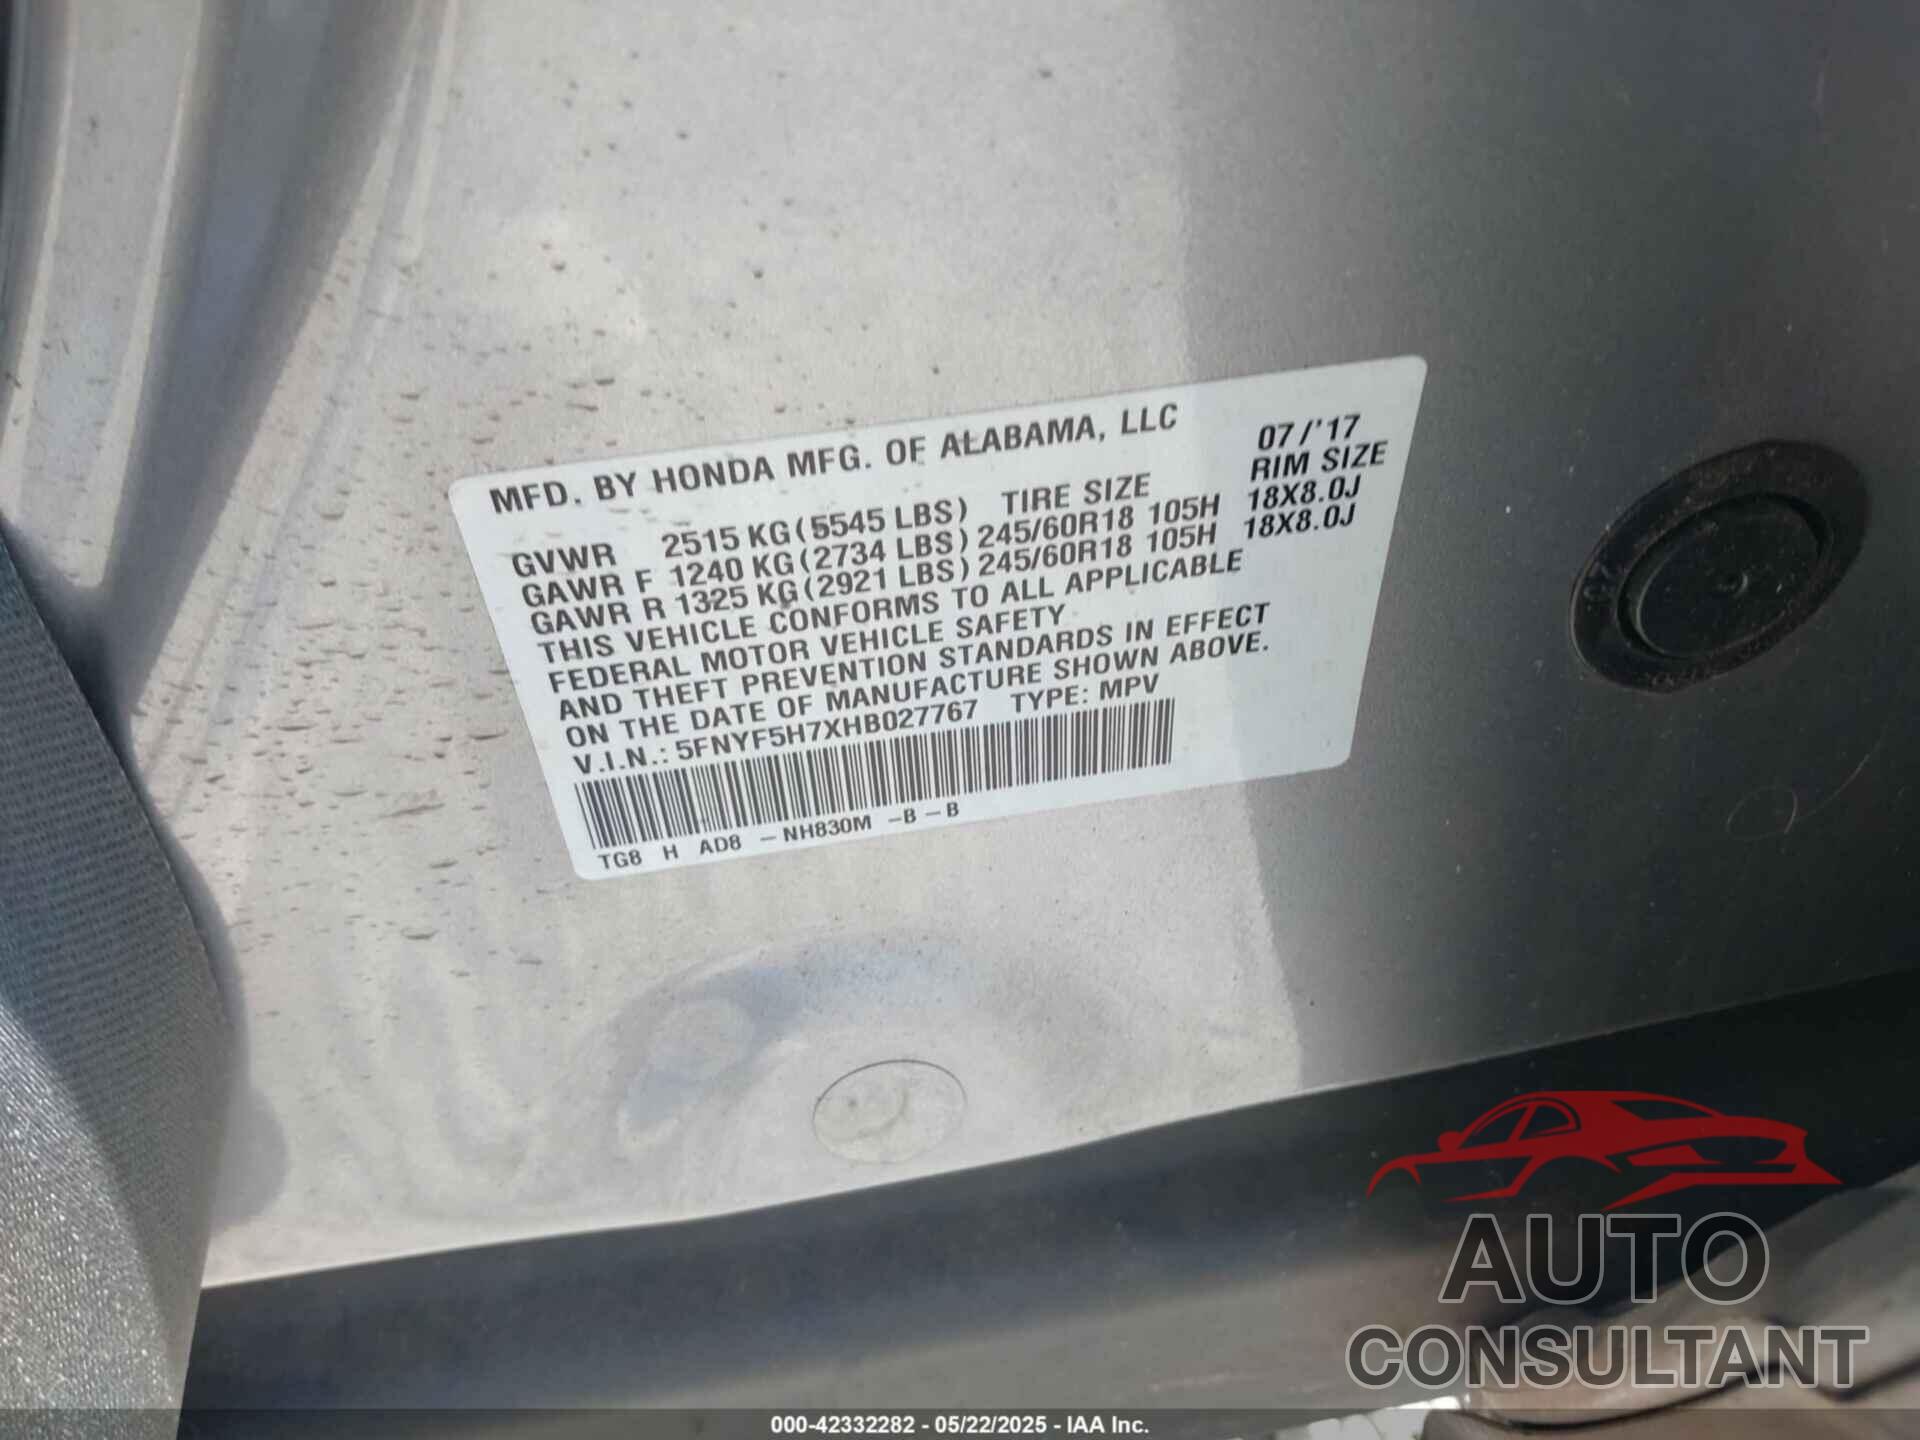 MFD. BY HONDA MFG. OF ALABAMA, LLC 07/'17
GVWR 2515 KG(5545 LBS) TIRE SIZE RIM SIZE
GAWR F 1240 KG(2734 LBS)245/60R18 105H 18X8.0J
GAWR R 1325 KG(2921 LBS)245/60R18 105H 18X8.0J
THIS VEHICLE CONFORMS TO ALL APPLICABLE
FEDERAL MOTOR VEHICLE SAFETY
AND THEFT PREVENTION STANDARDS IN EFFECT
ON THE DATE OF MANUFACTURE SHOWN ABOVE.
V.I.N.: 5FNYF5H7XHB027767 TYPE: MPV
TG8 H AD8 -NH830M -B-B
AUTO
CONSULTANT
000-42332282 - 05/22/2025 - IAA Inc.